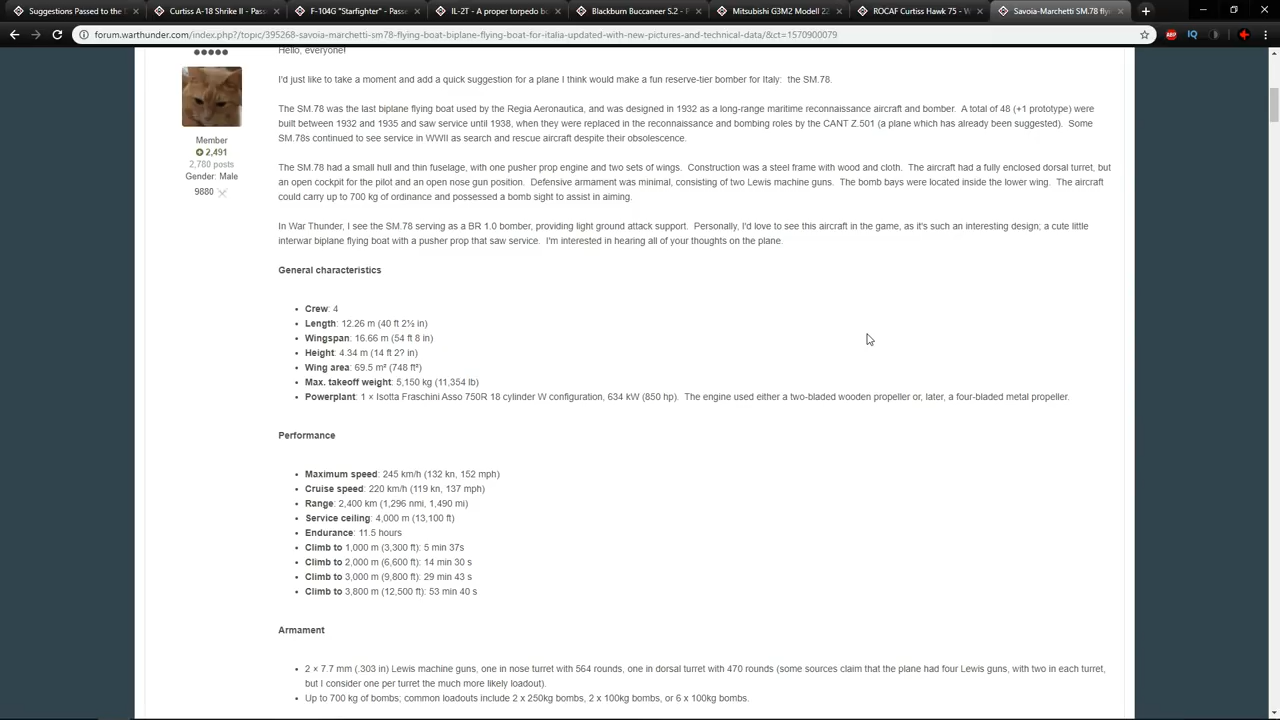 Suggestions Passed to the
F-104G "Starfighter" - Passed
IL-2T - A proper torpedo b
Blackburn Buccaneer S.2 - P
Mitsubishi G3M2 Model 22
ROCAF Curtiss Hawk 75 - W
Savoia-Marchetti SM.78 fly
forum.warthunder.com/index.php?/topic/395268-savoia-marchetti-sm78-flying-boat-biplane-flying-boat-for-italia-updated-with-new-pictures-and-technical-data/&ct=1570900079
Hello, everyone!
I'd just like to take a moment and add a quick suggestion for a plane I think would make a fun reserve-tier bomber for Italy: the SM.78.
The SM.78 was the last biplane flying boat used by the Regia Aeronautica, and was designed in 1932 as a long-range maritime reconnaissance aircraft and bomber. A total of 48 (+1 prototype) were
built between 1932 and 1935 and saw service until 1938, when they were replaced in the reconnaissance and bombing roles by the CANT Z.501 (a plane which has already been suggested). Some
SM.78s continued to see service in WWII as search and rescue aircraft despite their obsolescence.
Member
2,491
2,780 posts
Gender: Male
9880
The SM.78 had a small hull and thin fuselage, with one pusher prop engine and two sets of wings. Construction was a steel frame with wood and cloth. The aircraft had a fully enclosed dorsal turret, but
an open cockpit for the pilot and an open nose gun position. Defensive armament was minimal, consisting of two Lewis machine guns. The bomb bays were located inside the lower wing. The aircraft
could carry up to 700 kg of ordinance and possessed a bomb sight to assist in aiming.
In War Thunder, I see the SM.78 serving as a BR 1.0 bomber, providing light ground attack support. Personally, I'd love to see this aircraft in the game, as it's such an interesting design; a cute little
interwar biplane flying boat with a pusher prop that saw service. I'm interested in hearing all of your thoughts on the plane.
General characteristics
Crew: 4
Length: 12.26 m (40 ft 2½ in)
Wingspan: 16.66 m (54 ft 8 in)
Height: 4.34 m (14 ft 2? in)
Wing area: 69.5 m² (748 ft²)
Max. takeoff weight: 5,150 kg (11,354 lb)
Powerplant: 1 × Isotta Fraschini Asso 750R 18 cylinder W configuration, 634 kW (850 hp). The engine used either a two-bladed wooden propeller or, later, a four-bladed metal propeller.
Performance
Maximum speed: 245 km/h (132 kn, 152 mph)
Cruise speed: 220 km/h (119 kn, 137 mph)
Range: 2,400 km (1,296 nmi, 1,490 mi)
Service ceiling: 4,000 m (13,100 ft)
Endurance: 11.5 hours
Climb to 1,000 m (3,300 ft): 5 min 37s
Climb to 2,000 m (6,600 ft): 14 min 30 s
Climb to 3,000 m (9,800 ft): 29 min 43 s
Climb to 3,800 m (12,500 ft): 53 min 40 s
Armament
2 × 7.7 mm (.303 in) Lewis machine guns, one in nose turret with 564 rounds, one in dorsal turret with 470 rounds (some sources claim that the plane had four Lewis guns, with two in each turret,
but I consider one per turret the much more likely loadout).
Up to 700 kg of bombs; common loadouts include 2 x 250kg bombs, 2 x 100kg bombs, or 6 x 100kg bombs.